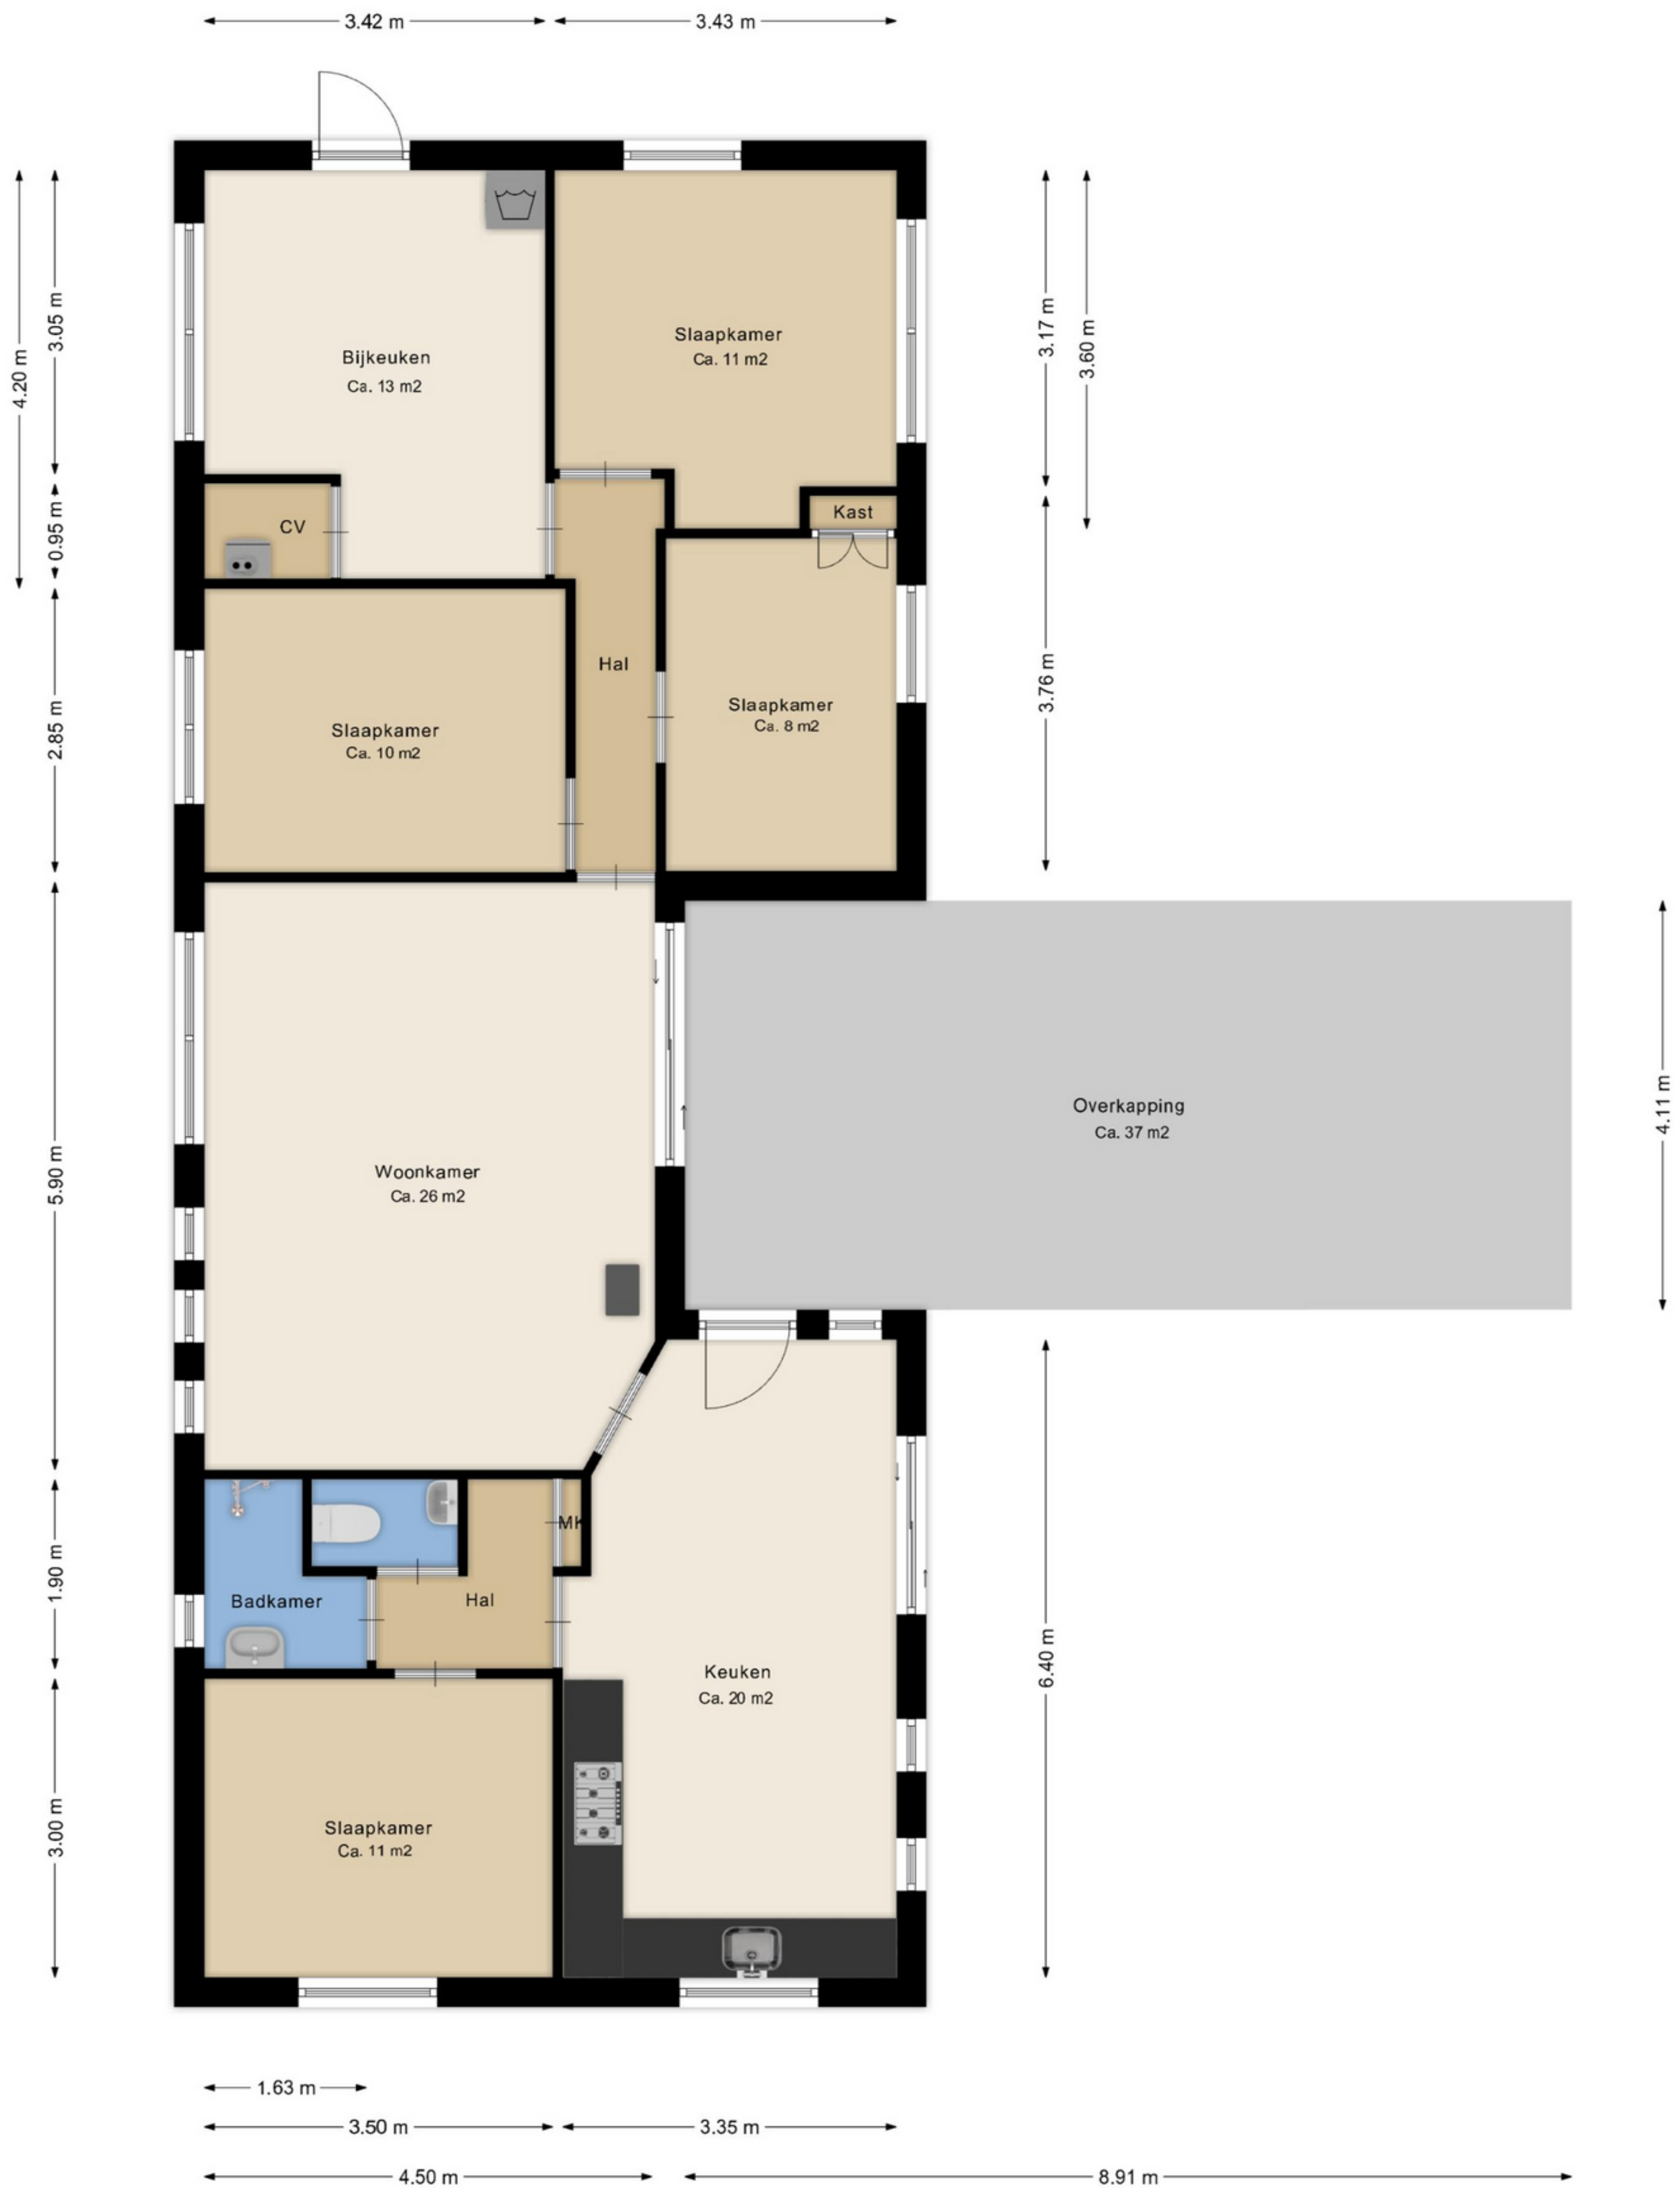 3.42 m
3.43 m
4.20 m
3.05 m
0.95 m
2.85 m
5.90 m
1.90 m
3.00 m
3.17 m
3.60 m
3.76 m
4.11 m
6.40 m
Bijkeuken
Ca. 13 m2
Slaapkamer
Ca. 11 m2
CV
Kast
Hal
Slaapkamer
Ca. 10 m2
Slaapkamer
Ca. 8 m2
Woonkamer
Ca. 26 m2
Overkapping
Ca. 37 m2
MK
Badkamer
Hal
Keuken
Ca. 20 m2
Slaapkamer
Ca. 11 m2
1.63 m
3.50 m
3.35 m
4.50 m
8.91 m